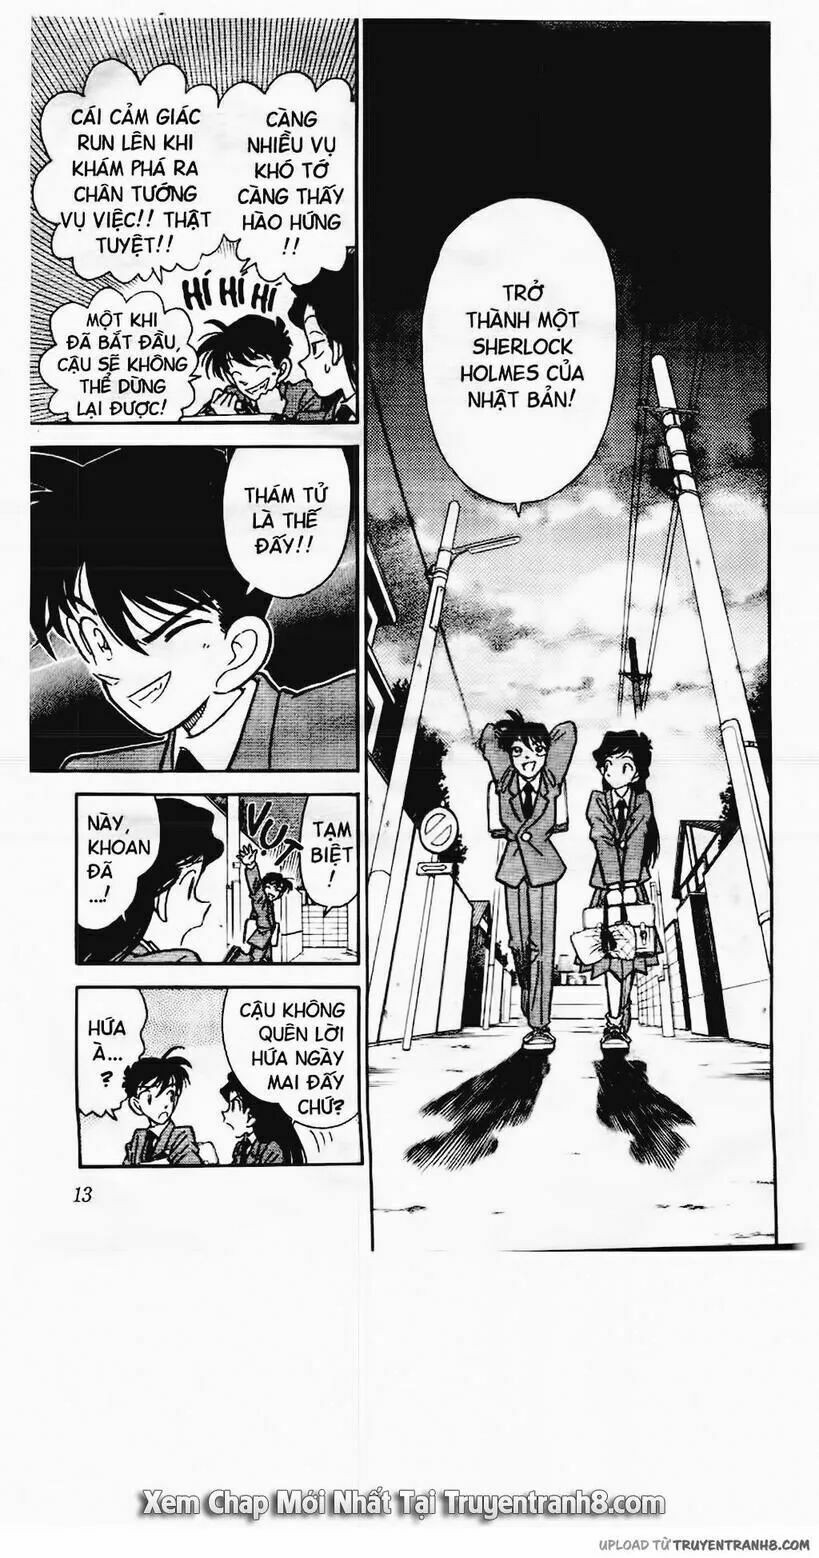 TRỞ
THÀNH MỘT
SHERLOCK
HOLMES CỦA
NHẬT BẢN!
CÀNG
NHIỀU VỤ
KHÓ TỚ
CÀNG THẤY
HÀO HỨNG
!!
CÁI CẢM GIÁC
RUN LÊN KHI
KHÁM PHÁ RA
CHÂN TƯỚNG
VỤ VIỆC!! THẬT
TUYỆT!!
HÍ HÍ HÍ
MỘT KHI
ĐÃ BẮT ĐẦU,
CẬU SẼ KHÔNG
THỂ DỪNG
LẠI ĐƯỢC!
THÁM TỬ
LÀ THẾ
ĐẤY!!
TẠM
BIỆT
!
VỤT
NÀY,
KHOAN
ĐÃ
...!
CẬU KHÔNG
QUÊN LỜI
HỨA NGÀY
MAI ĐẤY
CHỨ?
HỨA
À...
?
13
Xem Chap Mới Nhất Tại Truyentranh8.com
UPLOAD TỪ TRUYENTRANH8.COM